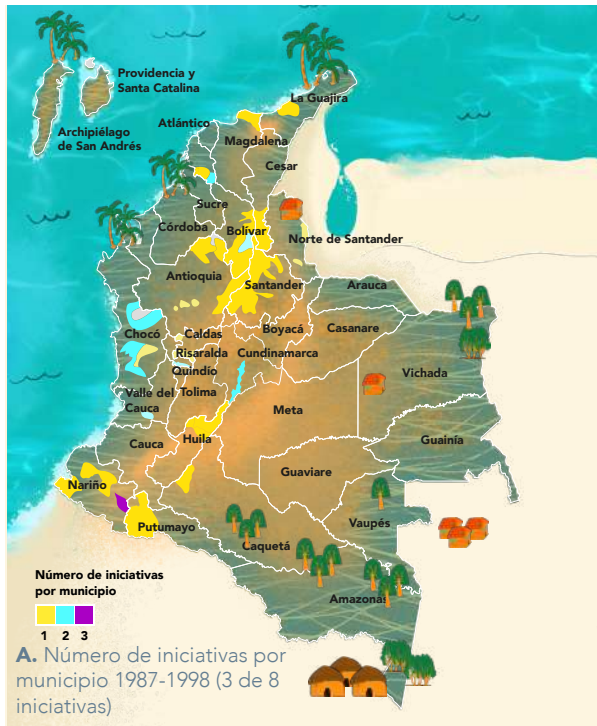 Providencia y
Santa Catalina
Archipiélago
de San Andrés
La Guajira
Atlántico
Magdalena
Cesar
Sucre
Córdoba
Bolívar
Norte de Santander
Antioquia
Santander
Arauca
Chocó
Caldas
Boyacá
Casanare
Risaralda
Cundinamarca
Quindío
Vichada
Valle del
Cauca
Tolima
Meta
Cauca
Huila
Guainía
Guaviare
Nariño
Vaupés
Putumayo
Caquetá
Amazonas
Número de iniciativas
por municipio
1 2 3
A. Número de iniciativas por
municipio 1987-1998 (3 de 8
iniciativas)